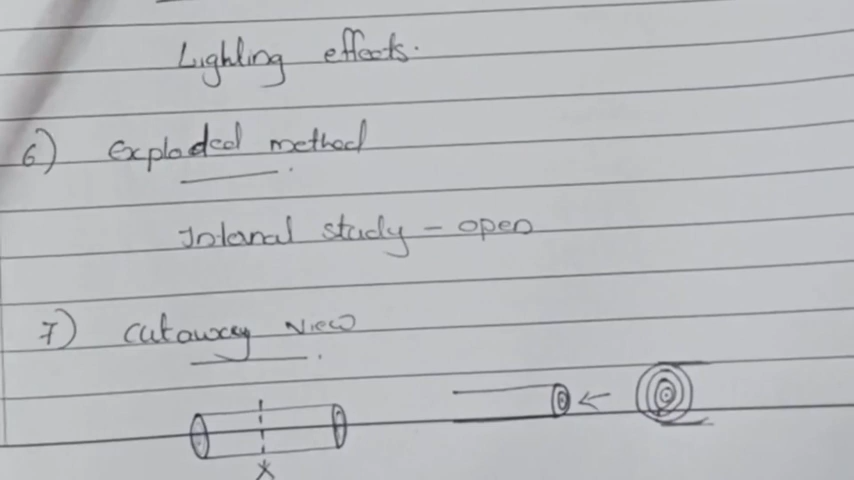 Lighting effects.
6) Exploded method
Internal study - open
7) Cutaway view
X